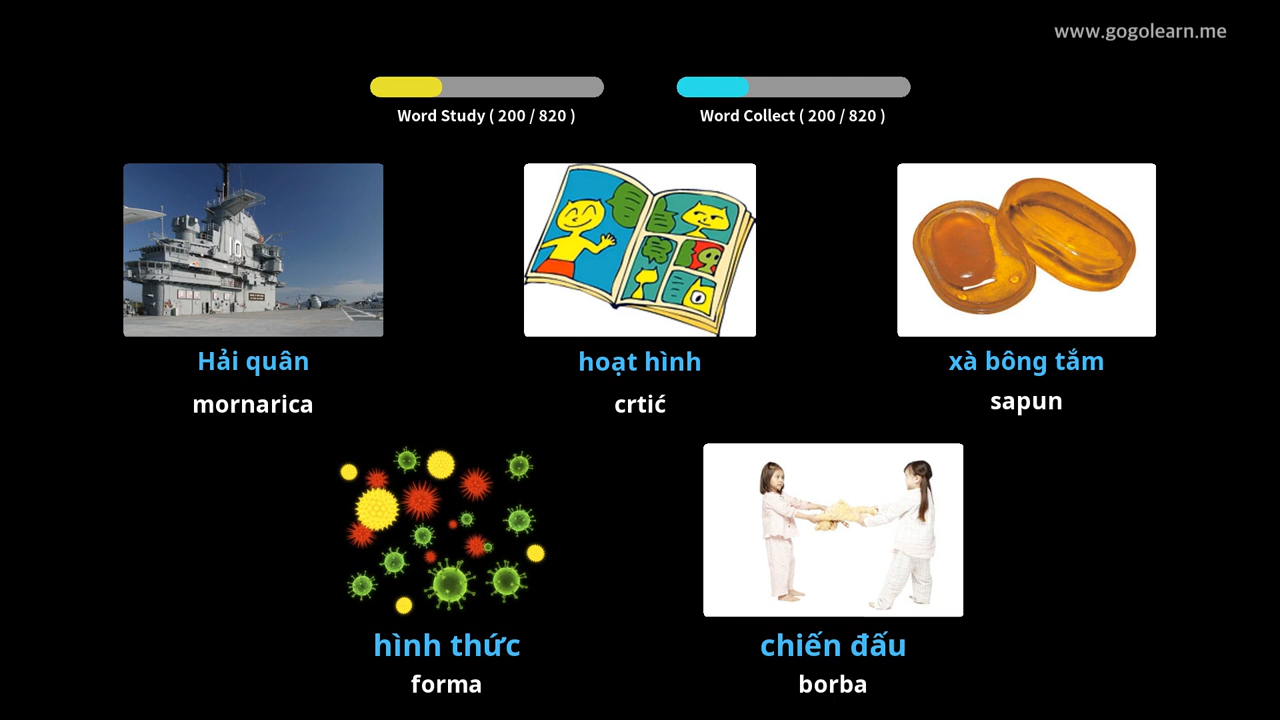 www.gogolearn.me
Word Study ( 200 / 820 )
Word Collect ( 200 / 820 )
Hải quân
hoạt hình
xà bông tắm
mornarica
crtić
sapun
hình thức
chiến đấu
forma
borba